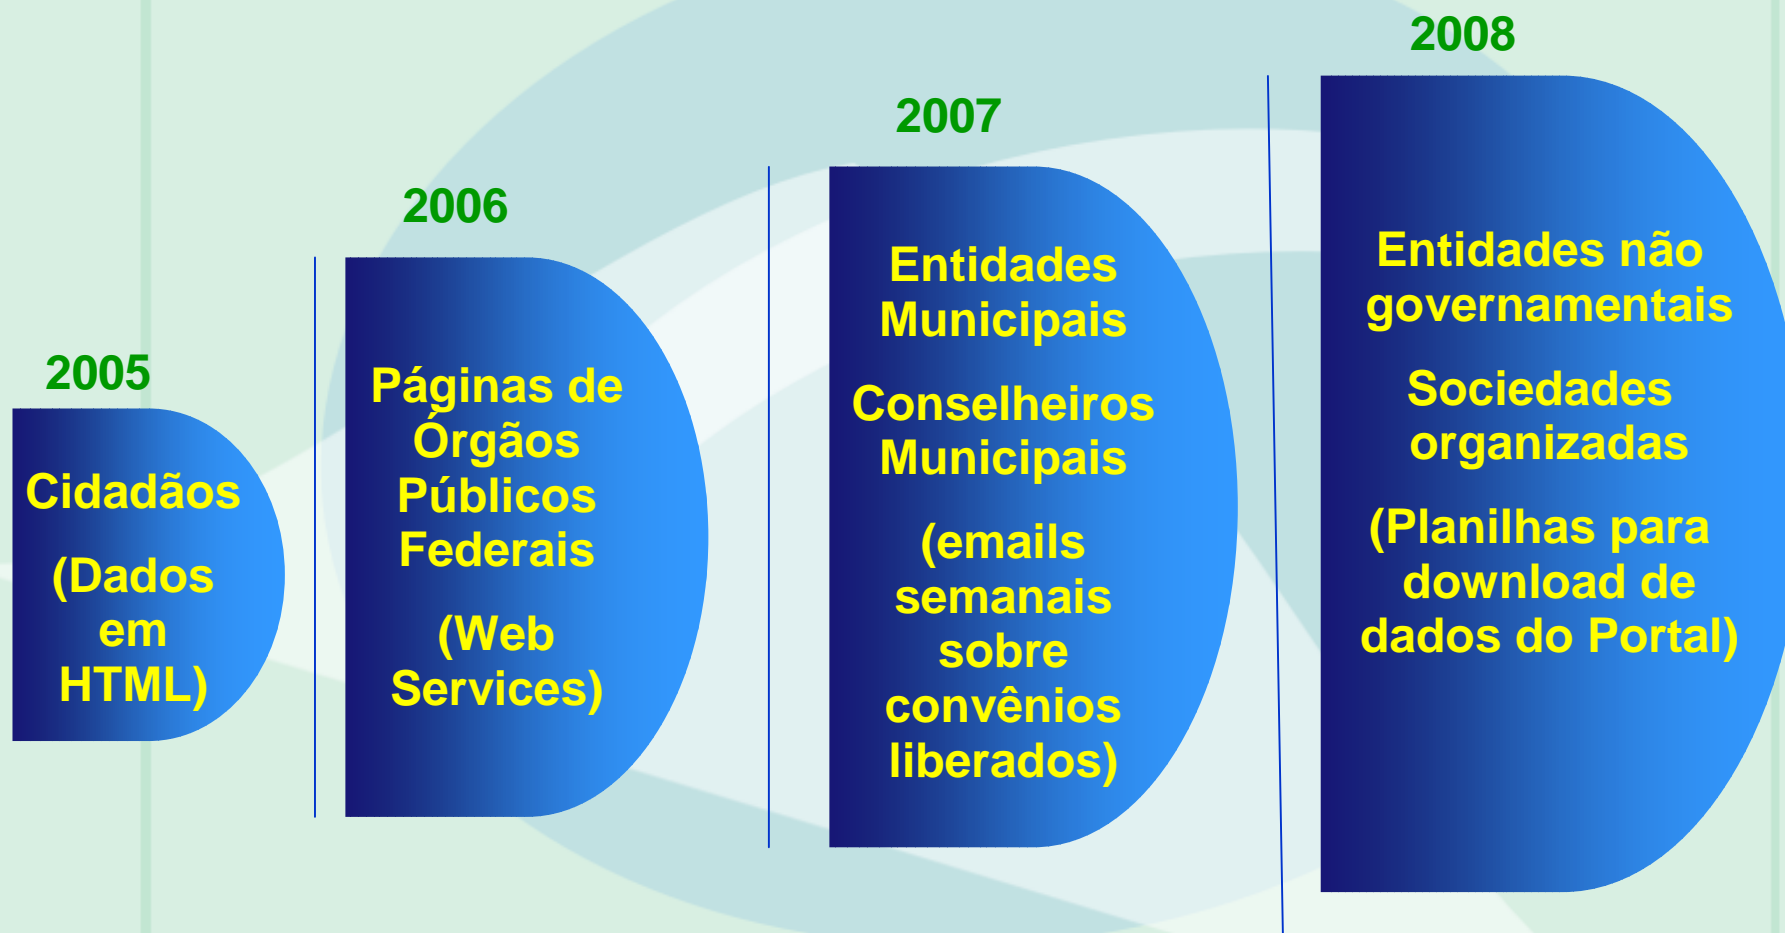 2005
Cidadãos
(Dados
em
HTML)
2006
Páginas de
Órgãos
Públicos
Federais
(Web
Services)
2007
Entidades
Municipais
Conselheiros
Municipais
(emails
semanais
sobre
convênios
liberados)
2008
Entidades não
governamentais
Sociedades
organizadas
(Planilhas para
download de
dados do Portal)